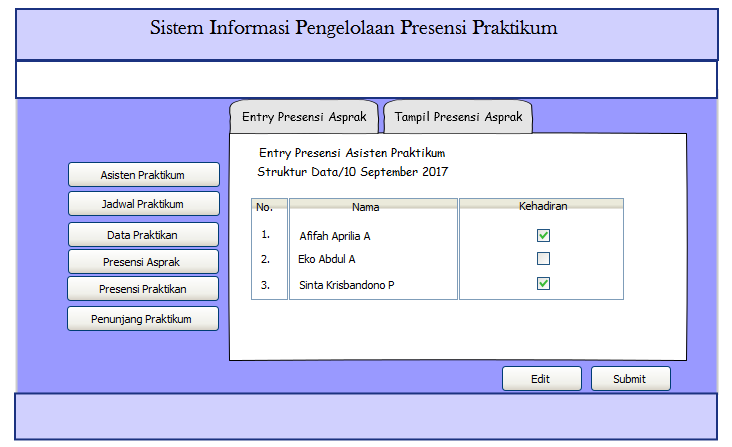 Sistem Informasi Pengelolaan Presensi Praktikum
Entry Presensi Asprak
Tampil Presensi Asprak
Entry Presensi Asisten Praktikum
Struktur Data/10 September 2017
Asisten Praktikum
Jadwal Praktikum
Data Praktikan
Presensi Asprak
Presensi Praktikan
Penunjang Praktikum
No. Nama Kehadiran
1. Afifah Aprilia A
2. Eko Abdul A
3. Sinta Krisbandono P
Edit
Submit